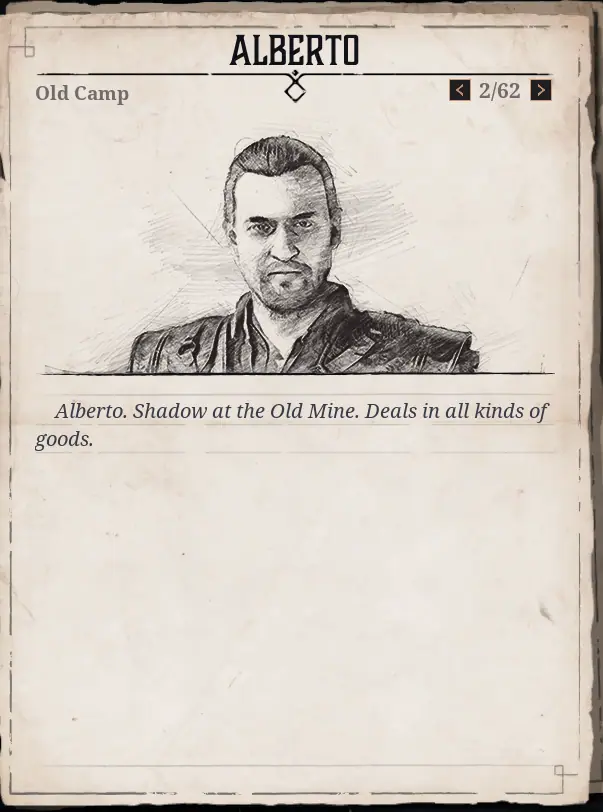 ALBERTO
Old Camp
< 2/62 >
Alberto. Shadow at the Old Mine. Deals in all kinds of
goods.